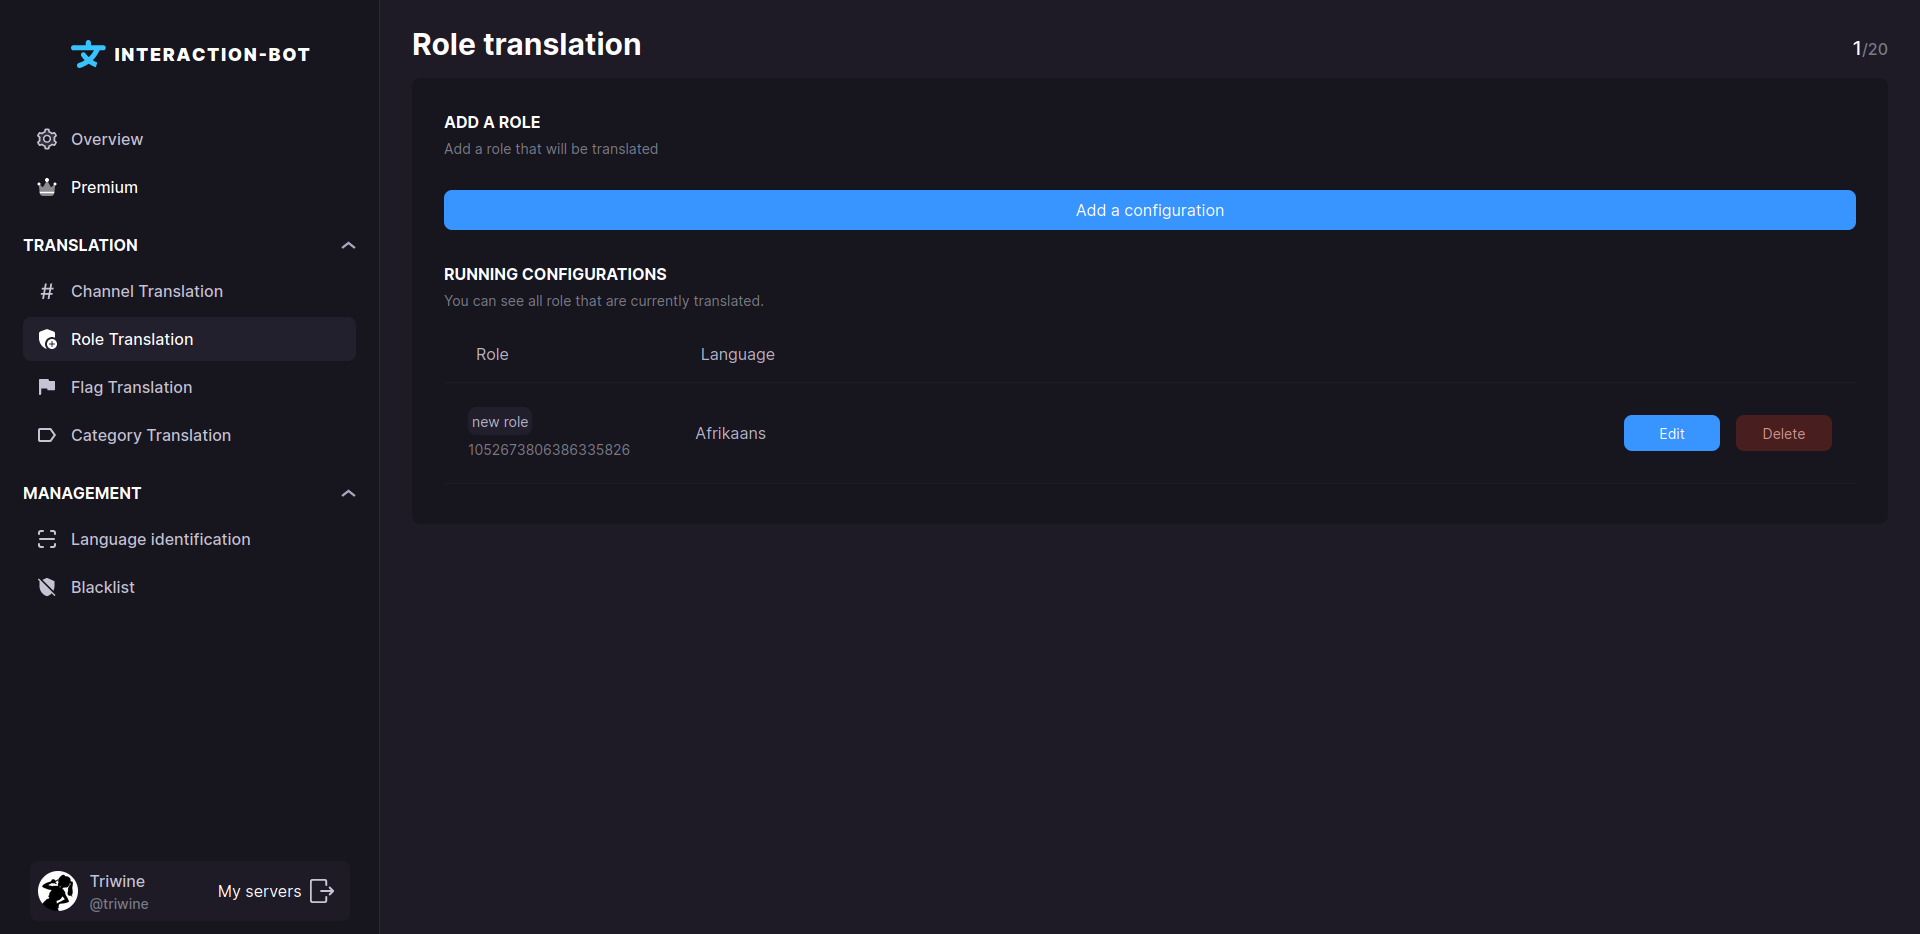 INTERACTION-BOT
Overview
Premium
TRANSLATION
# Channel Translation
Role Translation
Flag Translation
Category Translation
MANAGEMENT
Language identification
Blacklist
Triwine
@triwine
My servers
Role translation
1/20
ADD A ROLE
Add a role that will be translated
Add a configuration
RUNNING CONFIGURATIONS
You can see all role that are currently translated.
Role Language
new role
1052673806386335826
Afrikaans
Edit Delete